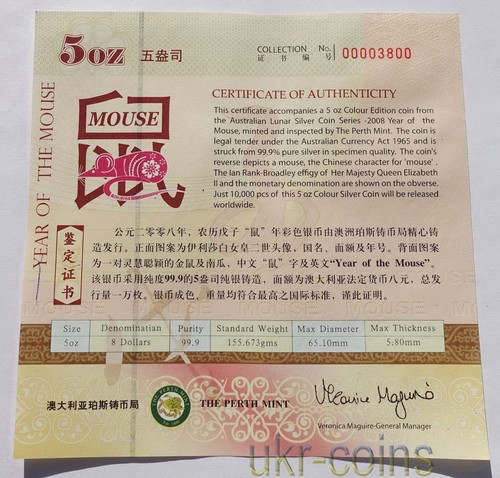 5oz 五盎司
COLLECTION No. 00003800
证书编号
CERTIFICATE OF AUTHENTICITY
This certificate accompanies a 5 oz Colour Edition coin from
the Australian Lunar Silver Coin Series -2008 Year of the
Mouse, minted and inspected by The Perth Mint. The coin is
legal tender under the Australian Currency Act 1965 and is
struck from 99.9% pure silver in specimen quality. The coin's
reverse depicts a mouse, the Chinese character for 'mouse' .
The Ian Rank-Broadley effigy of Her Majesty Queen Elizabeth
II and the monetary denomination are shown on the obverse.
Just 10,000 pcs of this 5 oz Colour Silver Coin will be released
worldwide.
MOUSE
YEAR OF THE MOUSE
鉴定证书
公元二零零八年，农历戊子“鼠”年彩色银币由澳洲珀斯铸币局精心铸
造发行。正面图案为伊利莎白女皇二世头像，国名、面额及年号。背面图案
为一对灵慧聪颖的金鼠及南瓜，中文“鼠”字及英文“Year of the Mouse”。
该银币采用纯度99.9的5盎司纯银铸造，面额为澳大利亚法定货币八元，总发
行量一万枚。银币成色、重量均符合最高之国际标准，谨此证明。
MOUSE MOUSE MOUSE MOUSE
Size Denomination Purity Standard Weight Max Diameter Max Thickness
5oz 8 Dollars 99.9 155.673gms 65.10mm 5:80mm
澳大利亚珀斯铸币局
THE PERTH MINT
THE PERTH MINT
Veronica Maguire-General Manager
ukr-coins